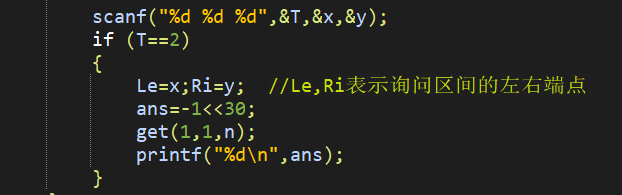 scanf("%d %d %d",&T,&x,&y);
if (T==2)
{
Le=x;Ri=y;  //Le,Ri表示询问区间的左右端点
ans=-1<<30;
get(1,1,n);
printf("%d\n",ans);
}